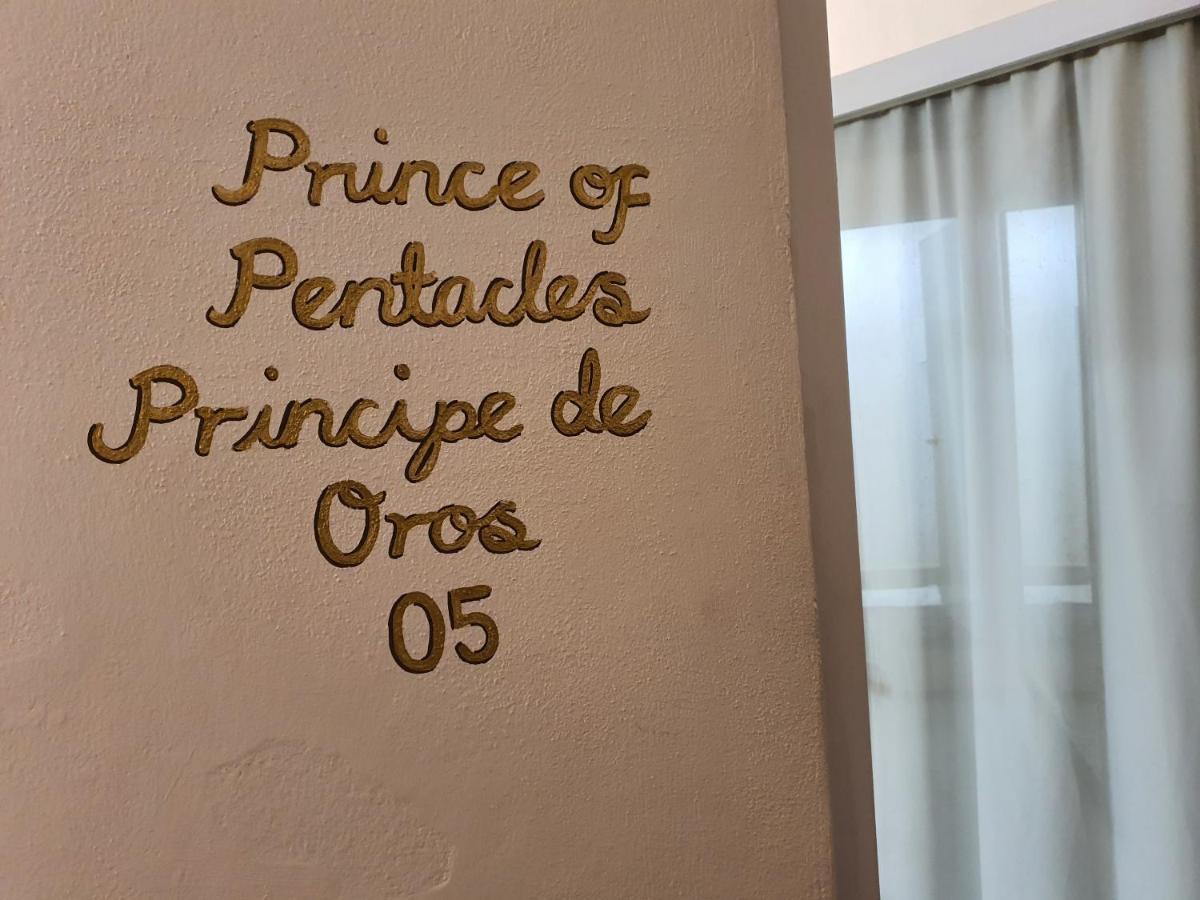 Prince of
Pentacles
Principe de
Oros
05